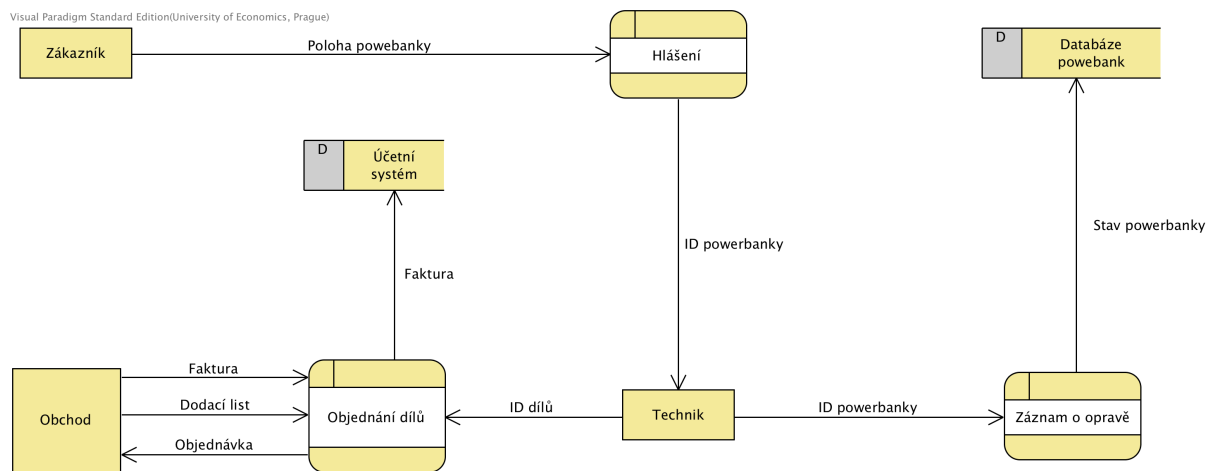 Visual Paradigm Standard Edition(University of Economics, Prague)
Zákazník
Poloha powebanky
Hlášení
D
Databáze
powebank
D
Účetní
systém
ID powerbanky
Stav powerbanky
Faktura
Faktura
Dodací list
Objednávka
Obchod
Objednání dílů
ID dílů
Technik
ID powerbanky
Záznam o opravě